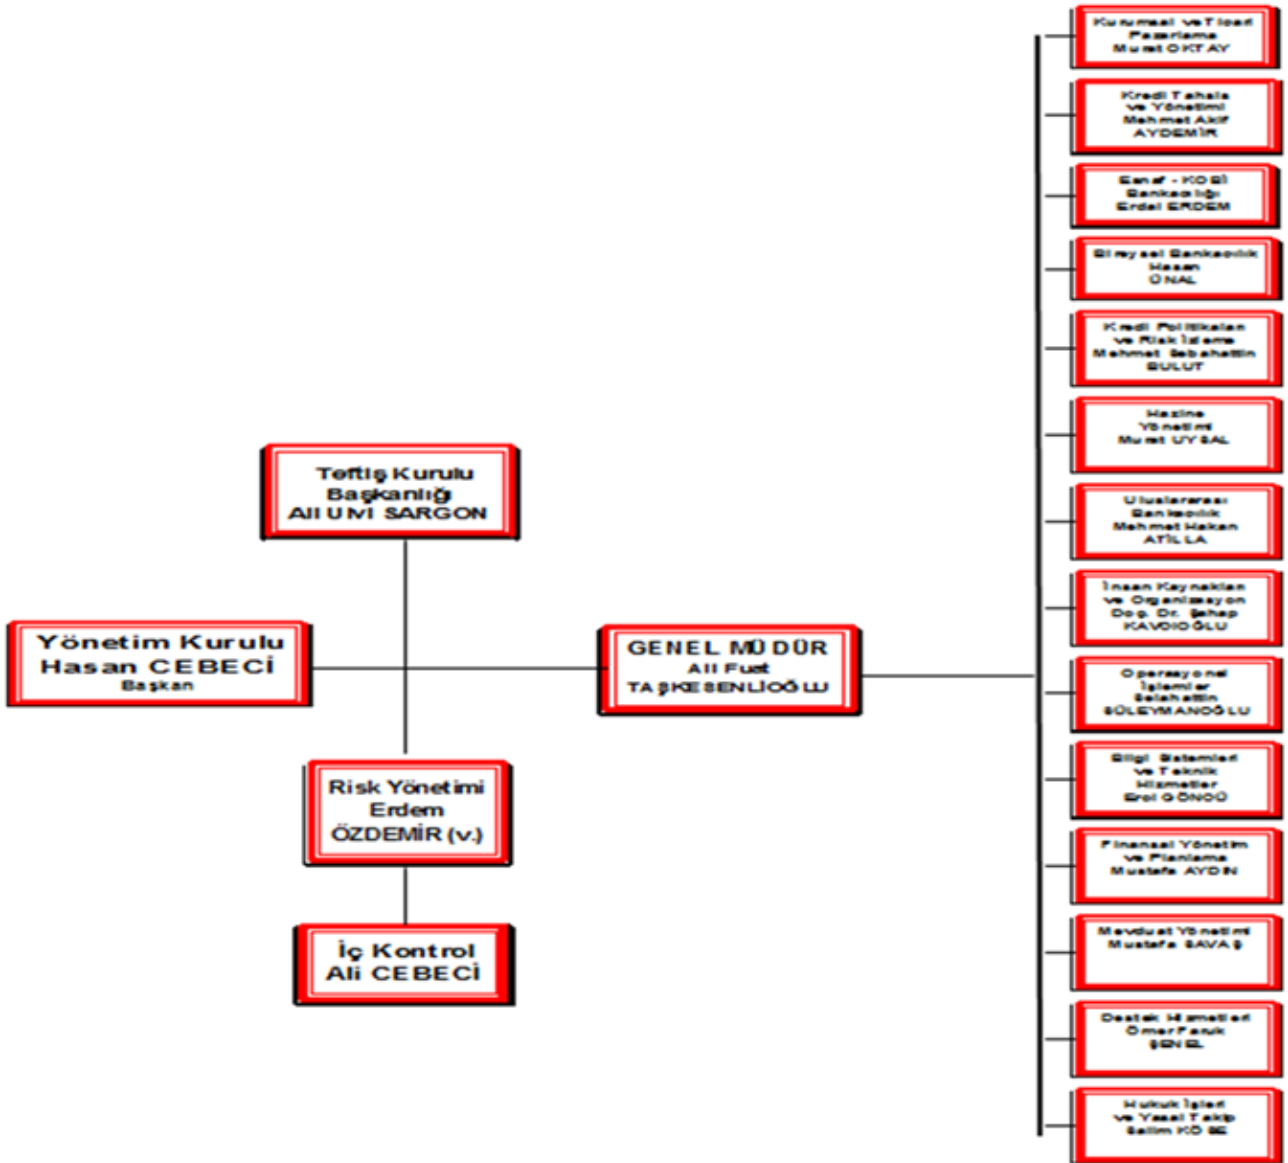 Yönetim Kurulu
Hasan CEBECİ
Başkan
Teftiş Kurulu
Başkanlığı
Ali Ulvi SARGON
Risk Yönetimi
Erdem
ÖZDEMİR (v.)
İç Kontrol
Ali CEBECİ
GENEL MÜDÜR
Ali Fuat
TAŞKESENLİOĞLU
Kurumsal ve Ticari
Pazarlama
Murat OKTAY
Kredi Tahsis
ve Yönetimi
Mehmet Akif
AYDEMİR
Esnaf - KOBİ
Bankacılığı
Erdal ERDEM
Bireysel Bankacılık
Hasan
ÜNAL
Kredi Politikaları
ve Risk İzleme
Mehmet Sebahattin
BULUT
Hazine
Yönetimi
Murat UYSAL
Uluslararası
Bankacılık
Mehmet Hakan
ATİLLA
İnsan Kaynakları
ve Organizasyon
Doç. Dr. Şahap
KAVCIOĞLU
Operasyonel
İşlemler
Selahattin
SÜLEYMANOĞLU
Bilgi Sistemleri
ve Teknik
Hizmetler
Erol GÖNCÜ
Finansal Yönetim
ve Planlama
Mustafa AYDIN
Mevduat Yönetimi
Mustafa SAVAŞ
Destek Hizmetleri
Ömer Faruk
ŞENEL
Hukuk İşleri
ve Yasal Takip
Selim KÖSE